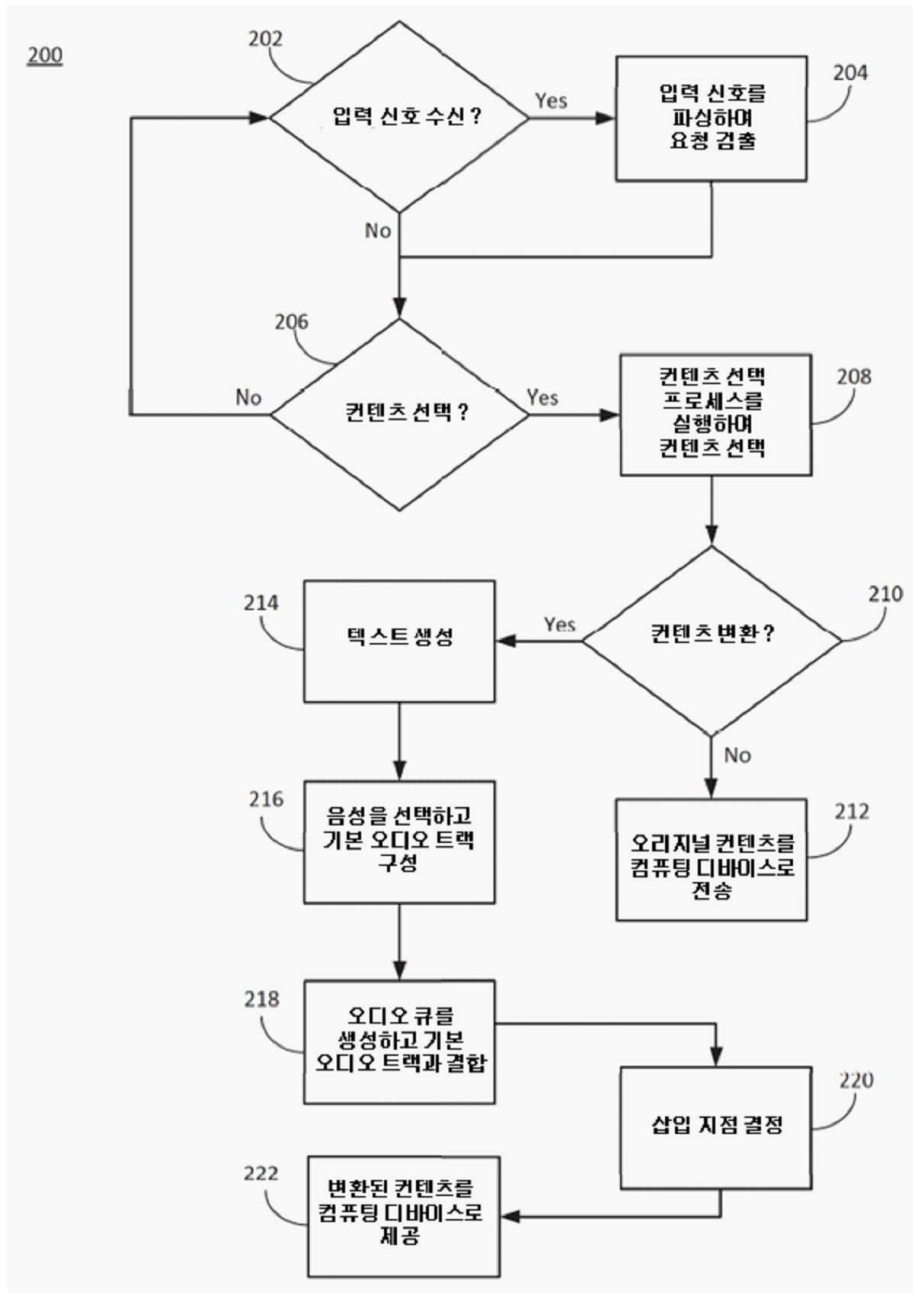 200
202
입력 신호 수신 ?
Yes
입력 신호를
파싱하여
요청 검출
204
No
206
컨텐츠 선택 ?
No
Yes
컨텐츠 선택
프로세스를
실행하여
컨텐츠 선택
208
컨텐츠 변환 ?
210
Yes
No
214
텍스트 생성
212
오리지널 컨텐츠를
컴퓨팅 디바이스로
전송
216
음성을 선택하고
기본 오디오 트랙
구성
218
오디오 큐를
생성하고 기본
오디오 트랙과 결합
220
삽입 지점 결정
222
변환된 컨텐츠를
컴퓨팅 디바이스로
제공